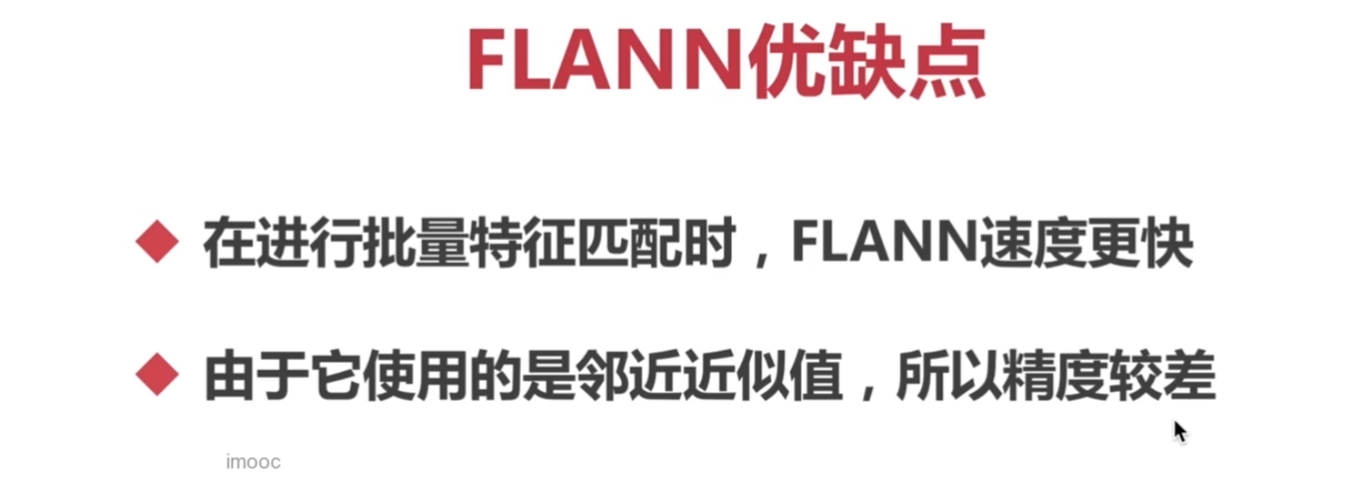 FLANN优缺点
在进行批量特征匹配时，FLANN速度更快
由于它使用的是邻近近似值，所以精度较差
imooc